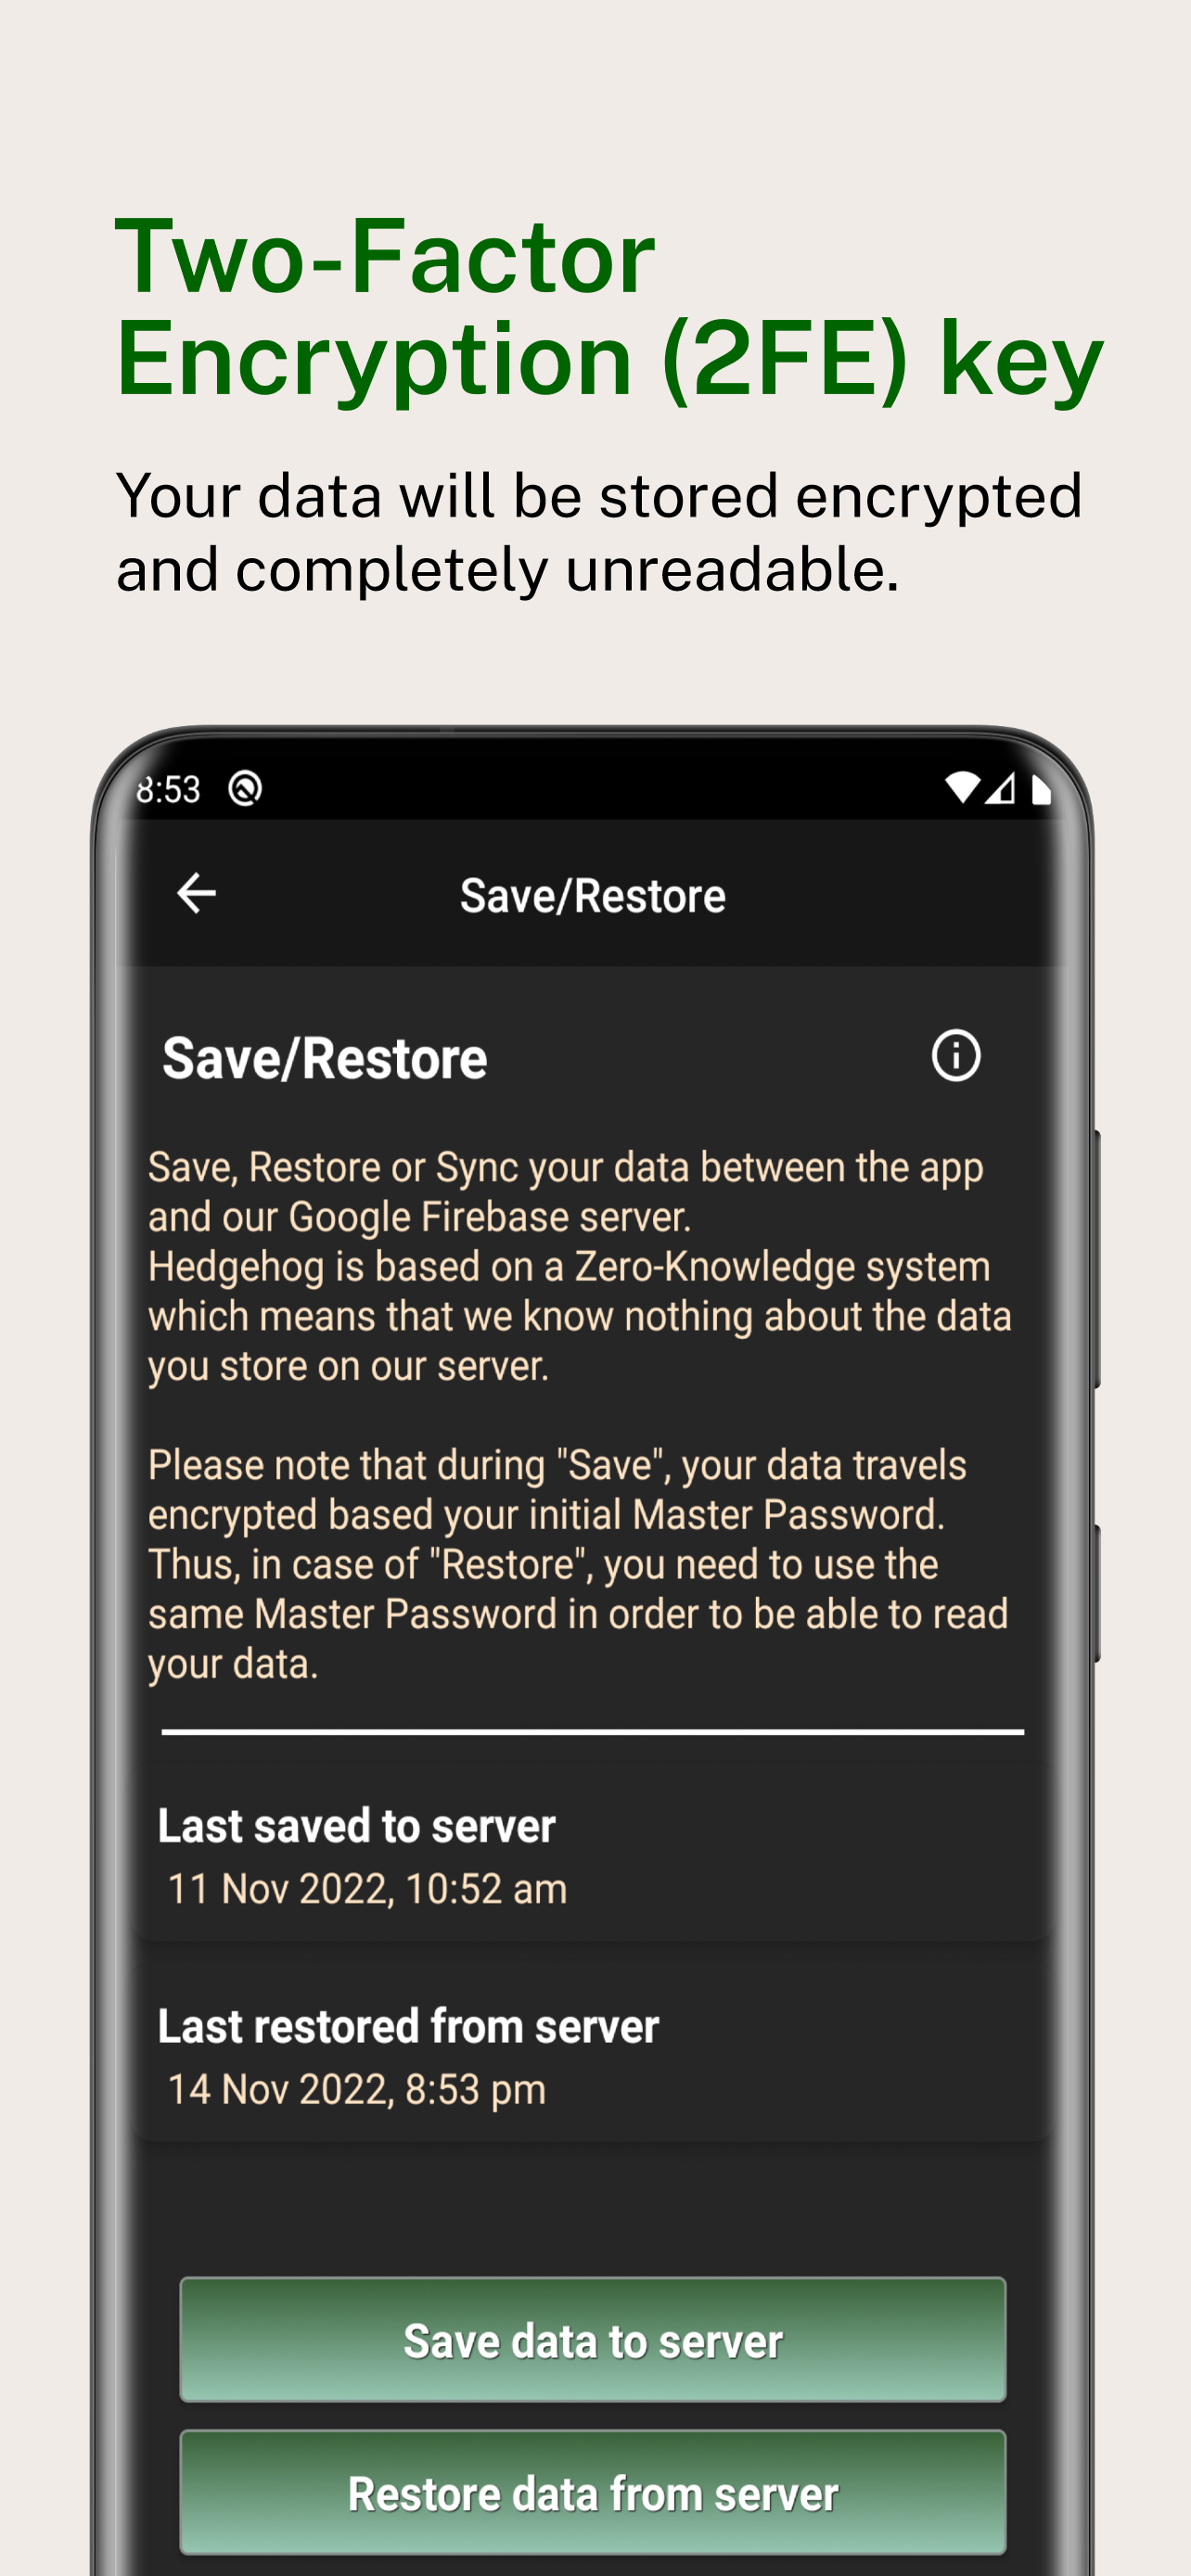 Two-Factor
Encryption (2FE) key
Your data will be stored encrypted
and completely unreadable.
8:53
Save/Restore
Save/Restore
Save, Restore or Sync your data between the app
and our Google Firebase server.
Hedgehog is based on a Zero-Knowledge system
which means that we know nothing about the data
you store on our server.
Please note that during "Save", your data travels
encrypted based your initial Master Password.
Thus, in case of "Restore", you need to use the
same Master Password in order to be able to read
your data.
Last saved to server
11 Nov 2022, 10:52 am
Last restored from server
14 Nov 2022, 8:53 pm
Save data to server
Restore data from server